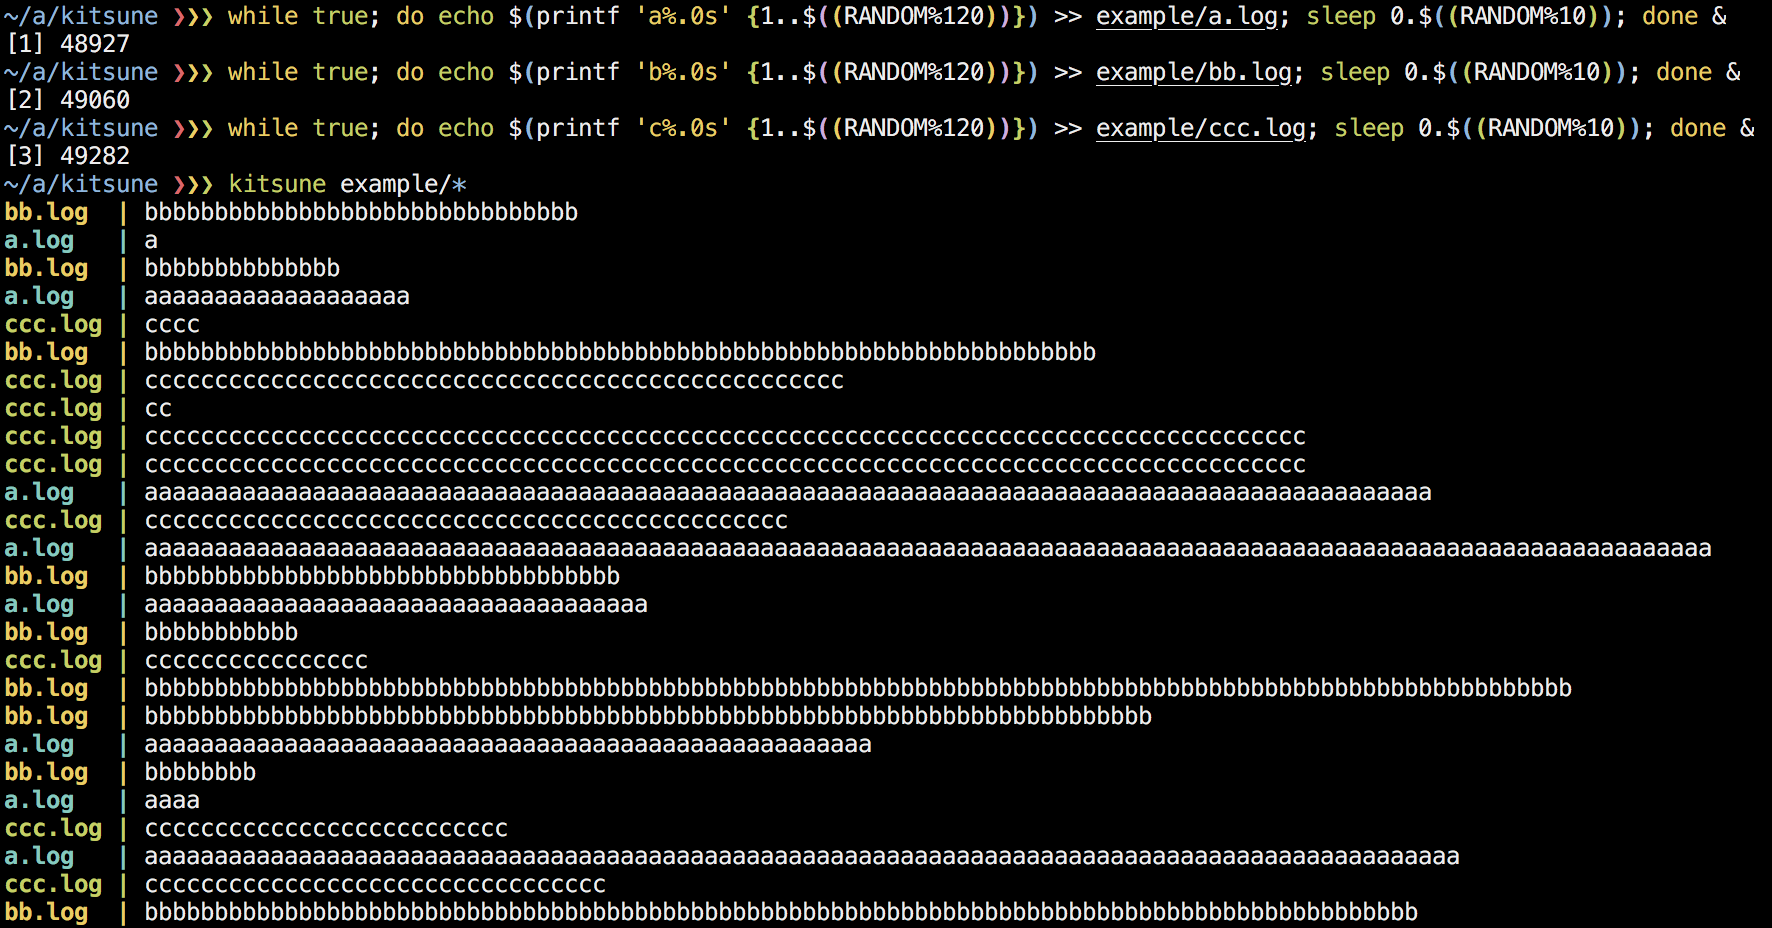 ~/a/kitsune ❯❯❯ while true; do echo $(printf 'a%.0s' {1..$((RANDOM%120))}) >> example/a.log; sleep 0.$((RANDOM%10)); done &
[1] 48927
~/a/kitsune ❯❯❯ while true; do echo $(printf 'b%.0s' {1..$((RANDOM%120))}) >> example/bb.log; sleep 0.$((RANDOM%10)); done &
[2] 49060
~/a/kitsune ❯❯❯ while true; do echo $(printf 'c%.0s' {1..$((RANDOM%120))}) >> example/ccc.log; sleep 0.$((RANDOM%10)); done &
[3] 49282
~/a/kitsune ❯❯❯ kitsune example/*
bb.log  | bbbbbbbbbbbbbbbbbbbbbbbbbbbbbbb
a.log   | a
bb.log  | bbbbbbbbbbbbbb
a.log   | aaaaaaaaaaaaaaaaaaa
ccc.log | cccc
bb.log  | bbbbbbbbbbbbbbbbbbbbbbbbbbbbbbbbbbbbbbbbbbbbbbbbbbbbbbbbbbbbbbbbbbbb
ccc.log | cccccccccccccccccccccccccccccccccccccccccccccccccc
ccc.log | cc
ccc.log | ccccccccccccccccccccccccccccccccccccccccccccccccccccccccccccccccccccccccccccccccccc
ccc.log | ccccccccccccccccccccccccccccccccccccccccccccccccccccccccccccccccccccccccccccccccccc
a.log   | aaaaaaaaaaaaaaaaaaaaaaaaaaaaaaaaaaaaaaaaaaaaaaaaaaaaaaaaaaaaaaaaaaaaaaaaaaaaaaaaaaaaaaaaaaaa
ccc.log | cccccccccccccccccccccccccccccccccccccccccccccc
a.log   | aaaaaaaaaaaaaaaaaaaaaaaaaaaaaaaaaaaaaaaaaaaaaaaaaaaaaaaaaaaaaaaaaaaaaaaaaaaaaaaaaaaaaaaaaaaaaaaaaaaaaaaaaaaaaaaa
bb.log  | bbbbbbbbbbbbbbbbbbbbbbbbbbbbbbbbbb
a.log   | aaaaaaaaaaaaaaaaaaaaaaaaaaaaaaaaaaaa
bb.log  | bbbbbbbbbbb
ccc.log | cccccccccccccccc
bb.log  | bbbbbbbbbbbbbbbbbbbbbbbbbbbbbbbbbbbbbbbbbbbbbbbbbbbbbbbbbbbbbbbbbbbbbbbbbbbbbbbbbbbbbbbbbbbbbbbbbbbbbb
bb.log  | bbbbbbbbbbbbbbbbbbbbbbbbbbbbbbbbbbbbbbbbbbbbbbbbbbbbbbbbbbbbbbbbbbbbbbbb
a.log   | aaaaaaaaaaaaaaaaaaaaaaaaaaaaaaaaaaaaaaaaaaaaaaaaaaaa
bb.log  | bbbbbbbb
a.log   | aaaa
ccc.log | cccccccccccccccccccccccccc
a.log   | aaaaaaaaaaaaaaaaaaaaaaaaaaaaaaaaaaaaaaaaaaaaaaaaaaaaaaaaaaaaaaaaaaaaaaaaaaaaaaaaaaaaaaaaaaaaaa
ccc.log | ccccccccccccccccccccccccccccccccc
bb.log  | bbbbbbbbbbbbbbbbbbbbbbbbbbbbbbbbbbbbbbbbbbbbbbbbbbbbbbbbbbbbbbbbbbbbbbbbbbbbbbbbbbbbbbbbbbb